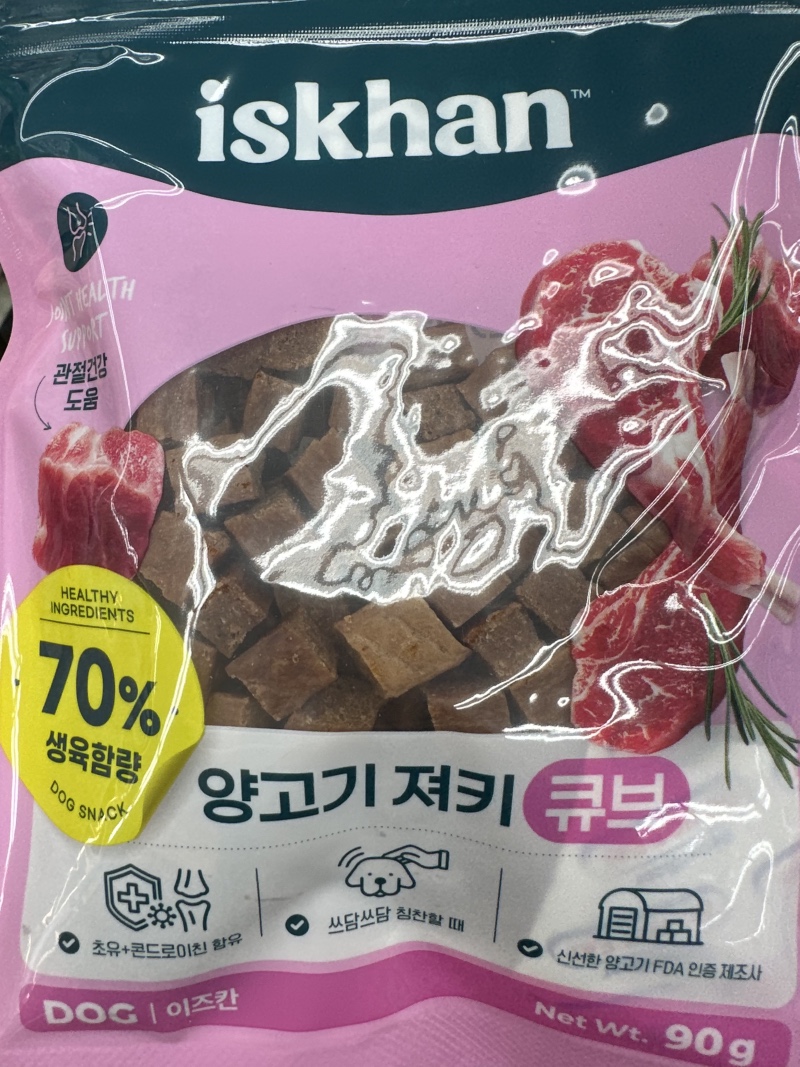 iskhan™
JOINT HEALTH
SUPPORT
관절건강
도움
HEALTHY
INGREDIENTS
70%
생육함량
DOG SNACK
양고기 져키 큐브
초유+콘드로이친 함유
쓰담쓰담 칭찬할 때
신선한 양고기 FDA 인증 제조사
DOG | 이즈칸
Net Wt. 90g